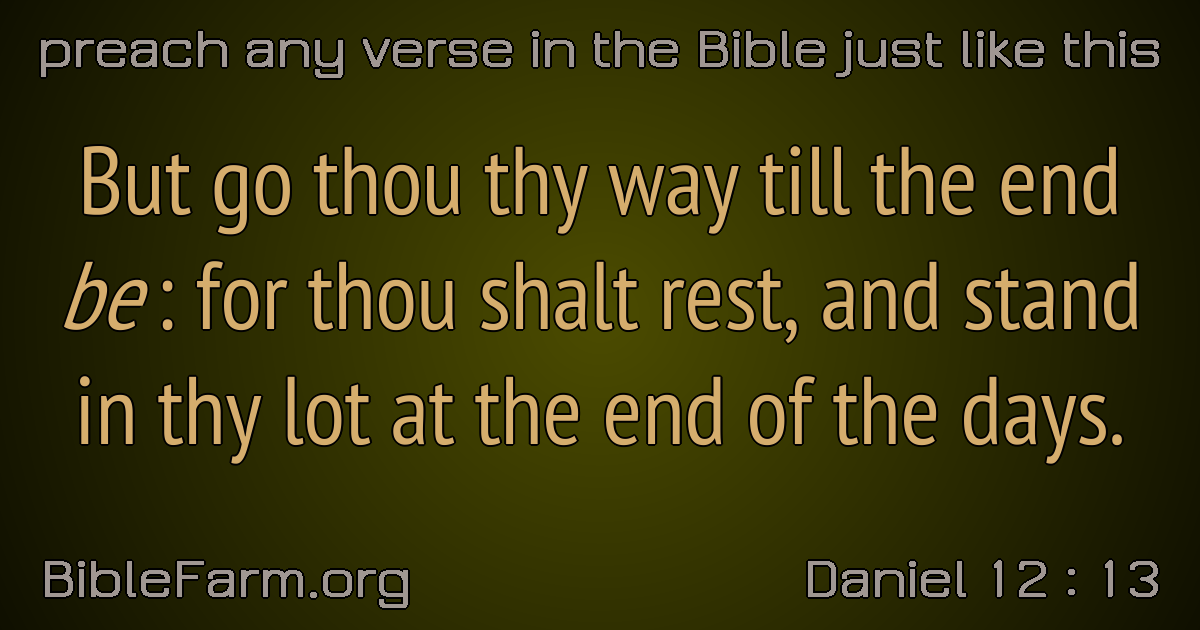 preach any verse in the Bible just like this
But go thou thy way till the end
be: for thou shalt rest, and stand
in thy lot at the end of the days.
BibleFarm.org
Daniel 12 : 13